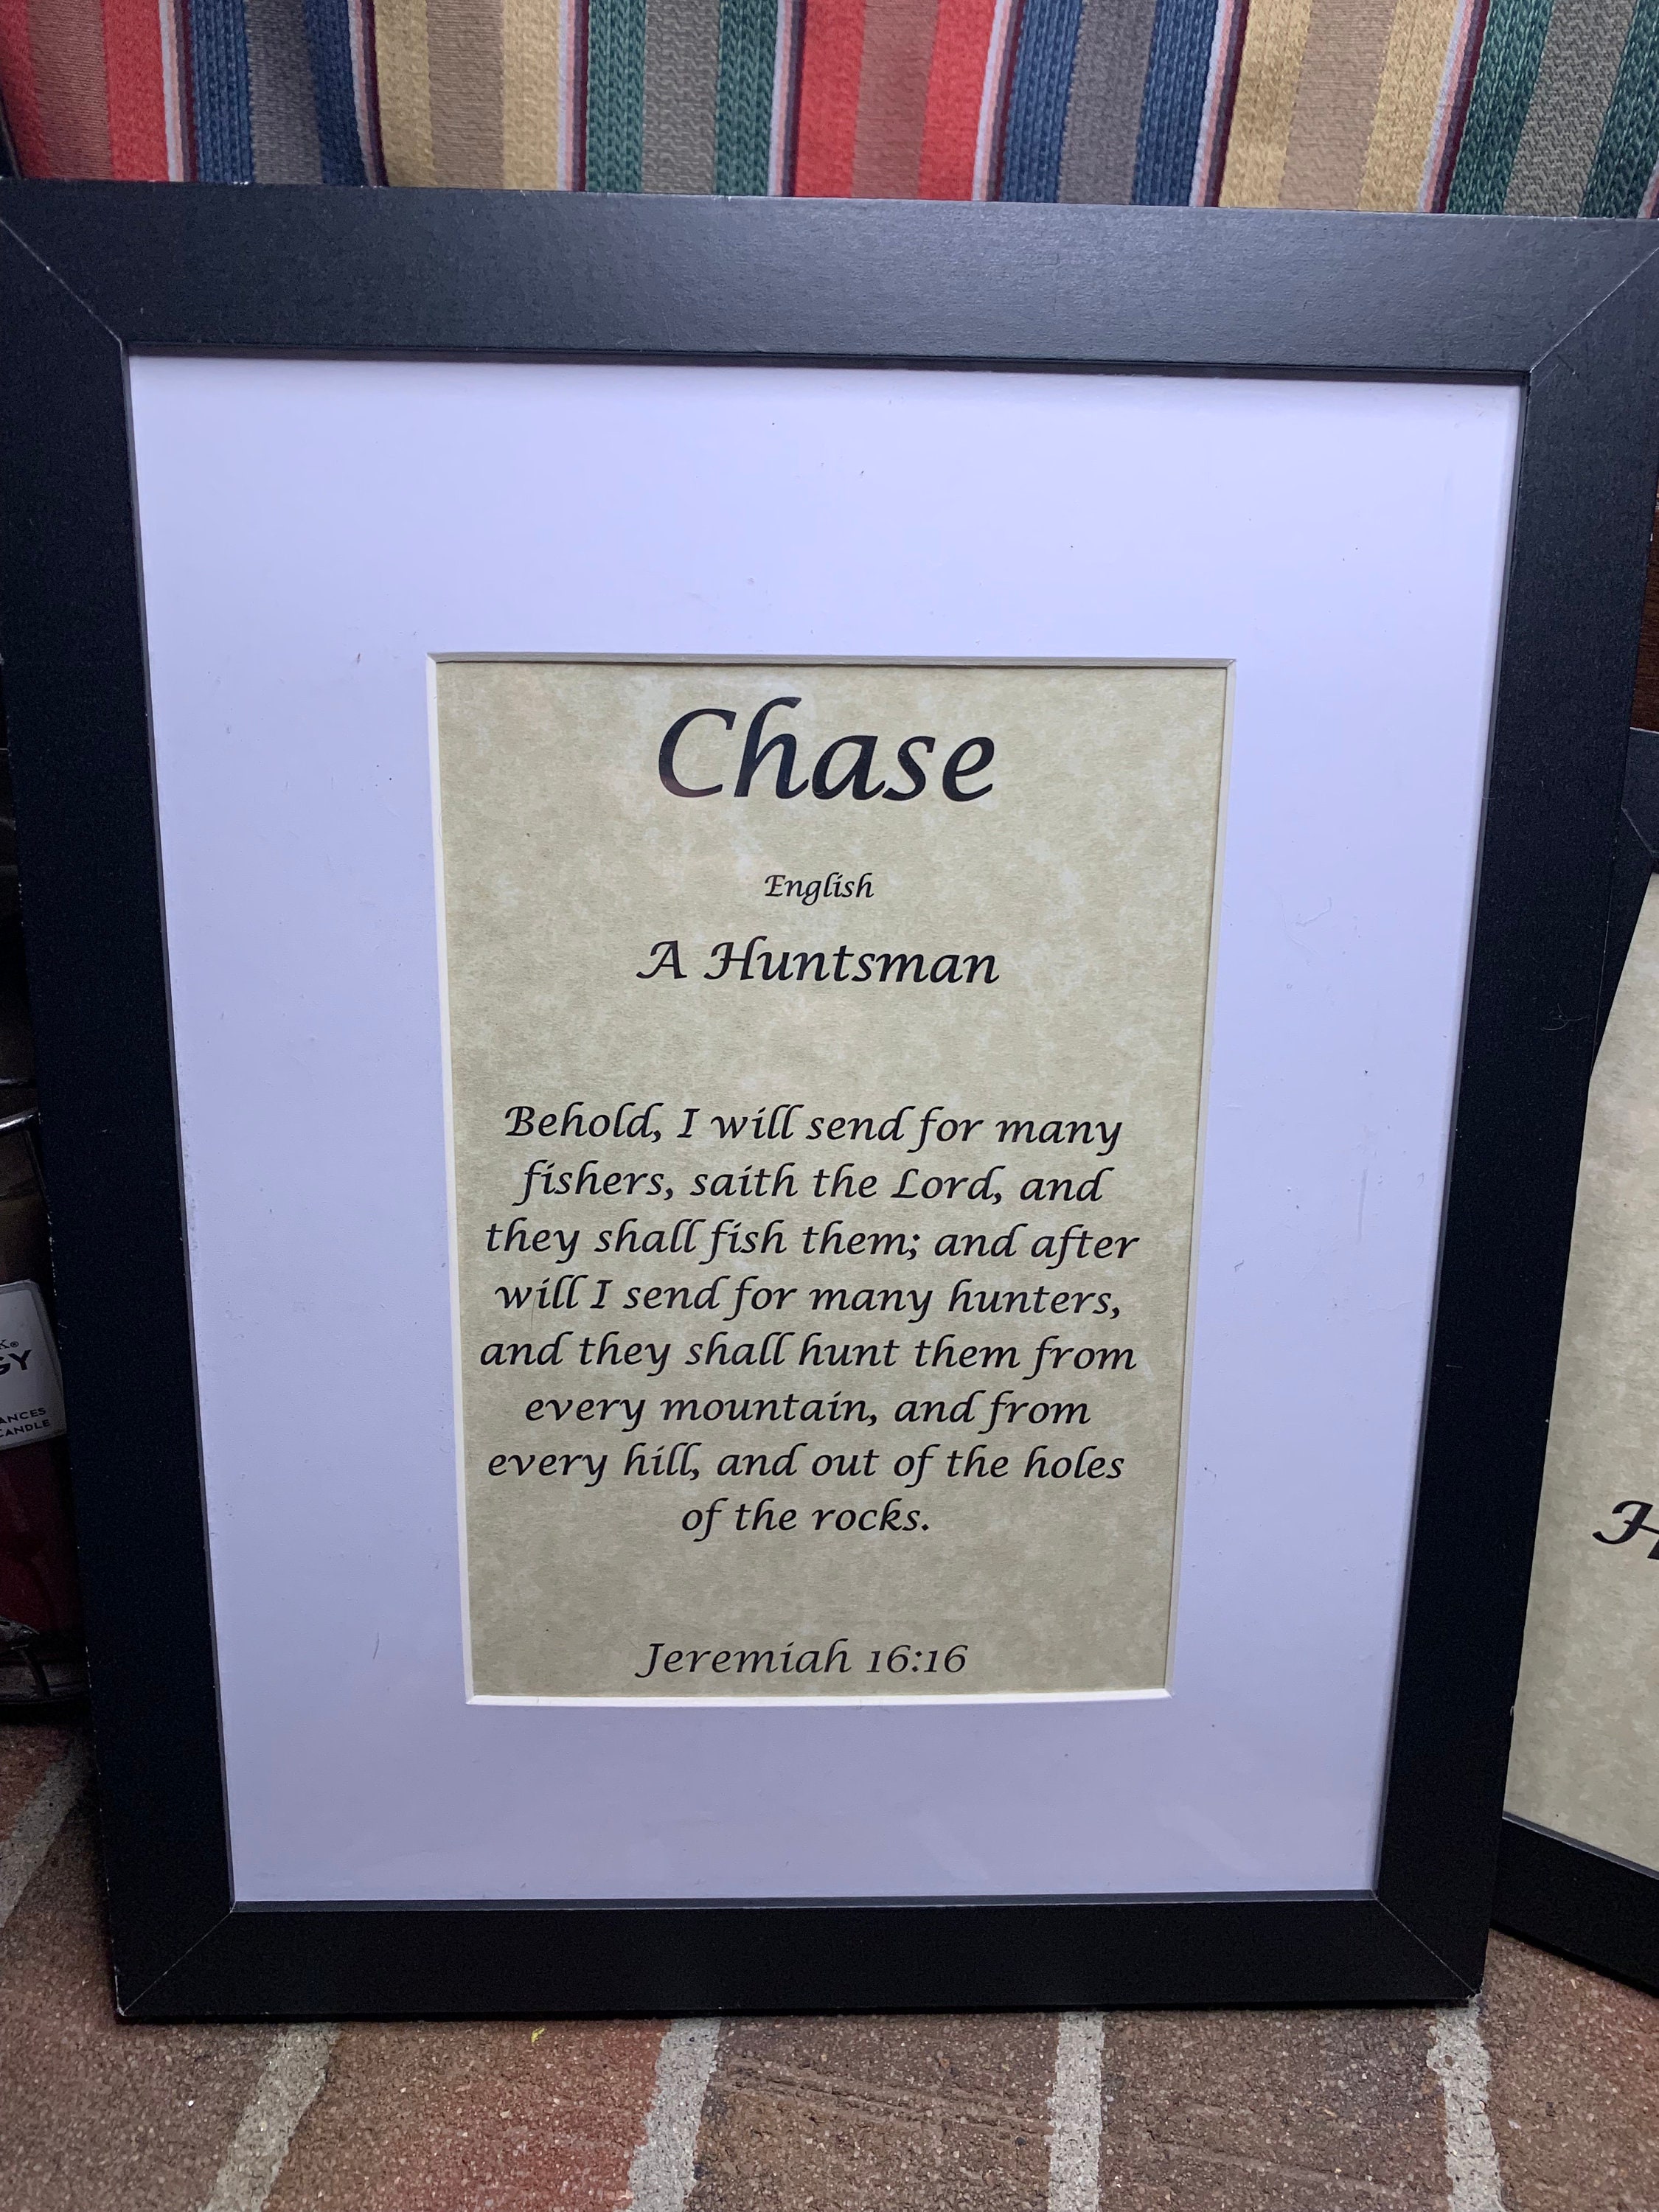 Chase
English
A Huntsman
Behold, I will send for many
fishers, saith the Lord, and
they shall fish them; and after
will I send for many hunters,
and they shall hunt them from
every mountain, and from
every hill, and out of the holes
of the rocks.
Jeremiah 16:16
CANDLE